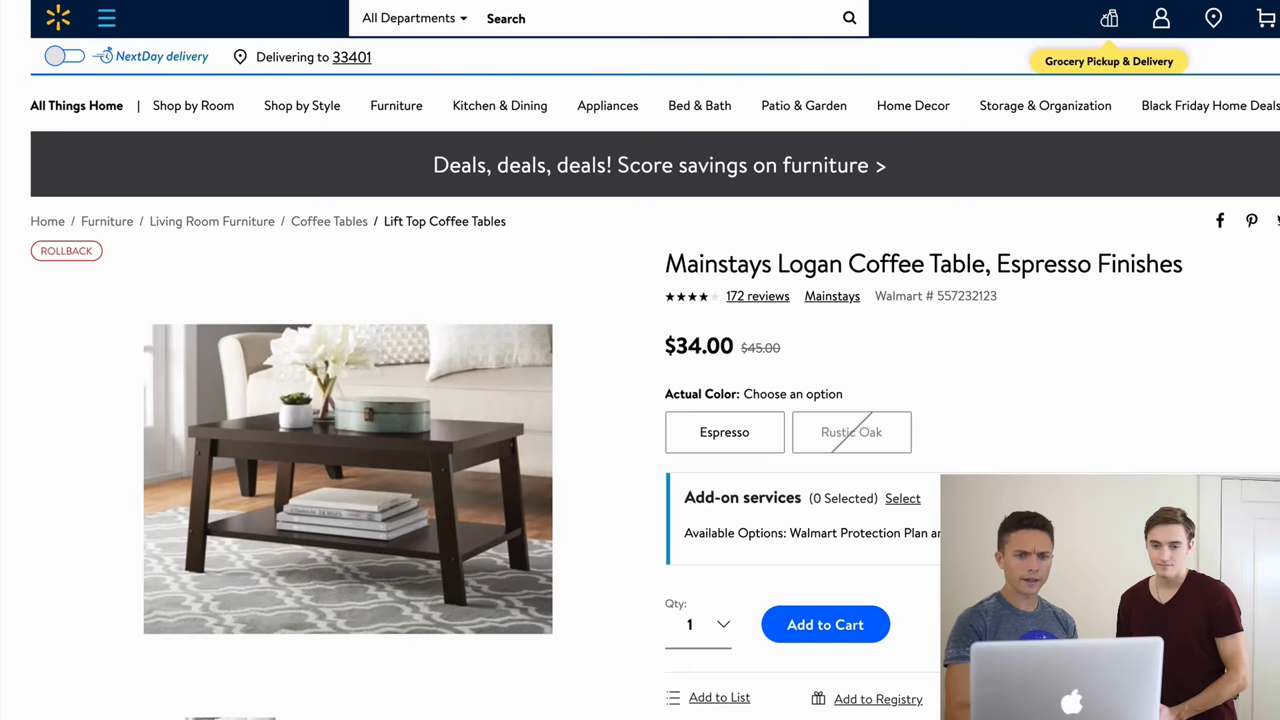 All Departments
Search
NextDay delivery
Delivering to 33401
Grocery Pickup & Delivery
All Things Home | Shop by Room Shop by Style Furniture Kitchen & Dining Appliances Bed & Bath Patio & Garden Home Decor Storage & Organization Black Friday Home Deals
Deals, deals, deals! Score savings on furniture >
Home / Furniture / Living Room Furniture / Coffee Tables / Lift Top Coffee Tables
ROLLBACK
Mainstays Logan Coffee Table, Espresso Finishes
172 reviews Mainstays Walmart # 557232123
$34.00 $45.00
Actual Color: Choose an option
Espresso
Rustic Oak
Add-on services (0 Selected) Select
Available Options: Walmart Protection Plan
Qty:
1
Add to Cart
Add to List
Add to Registry